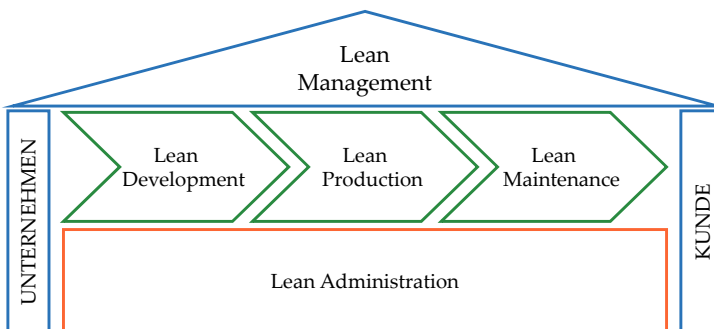 Lean
Management
UNTERNEHMEN
Lean
Development
Lean
Production
Lean
Maintenance
KUNDE
Lean Administration